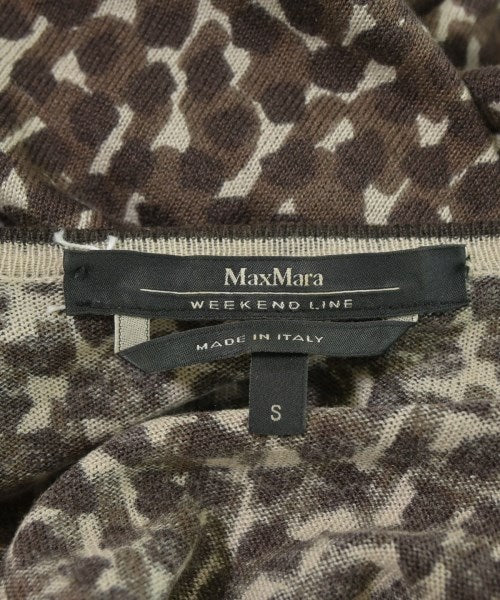 MaxMara
WEEKEND LINE
MADE IN ITALY
S